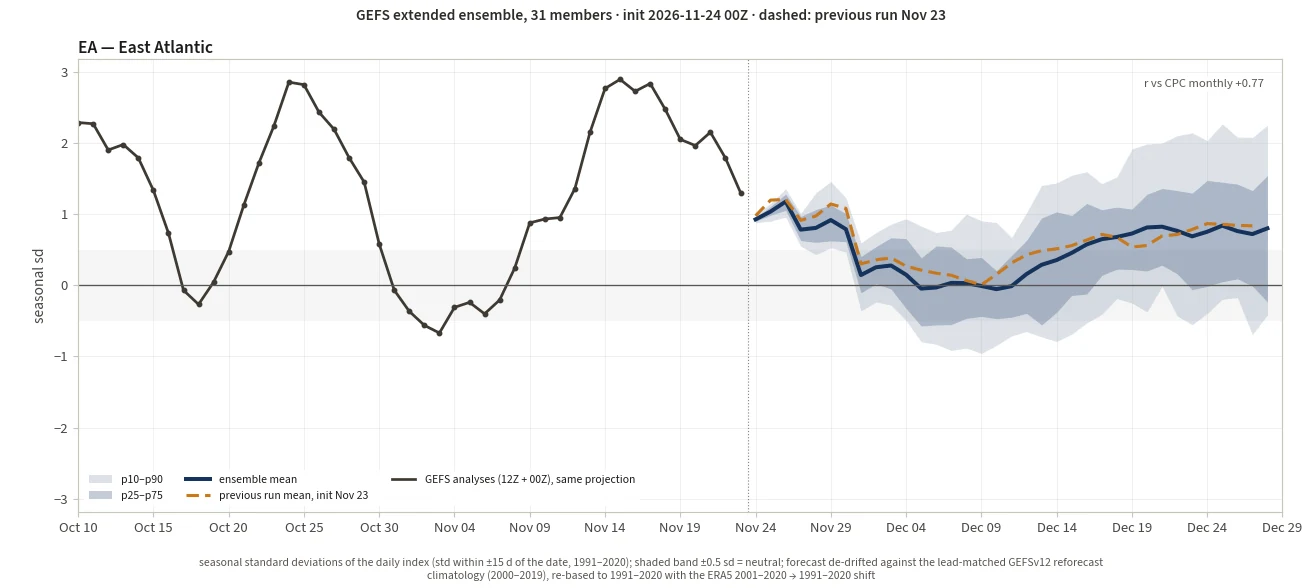 GEFS extended ensemble, 31 members · init 2026-11-24 00Z · dashed: previous run Nov 23
EA — East Atlantic
r vs CPC monthly +0.77
seasonal sd
3
2
1
0
−1
−2
−3
p10–p90
p25–p75
ensemble mean
previous run mean, init Nov 23
GEFS analyses (12Z + 00Z), same projection
Oct 10 Oct 15 Oct 20 Oct 25 Oct 30 Nov 04 Nov 09 Nov 14 Nov 19 Nov 24 Nov 29 Dec 04 Dec 09 Dec 14 Dec 19 Dec 24 Dec 29
seasonal standard deviations of the daily index (std within ±15 d of the date, 1991–2020); shaded band ±0.5 sd = neutral; forecast de-drifted against the lead-matched GEFSv12 reforecast
climatology (2000–2019), re-based to 1991–2020 with the ERA5 2001–2020 → 1991–2020 shift